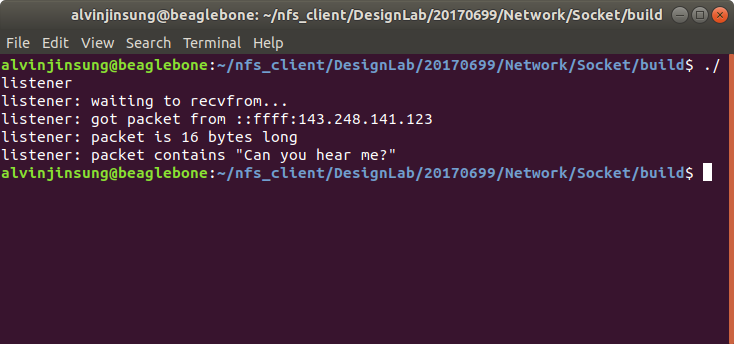 alvinjinsung@beaglebone: ~/nfs_client/DesignLab/20170699/Network/Socket/build
File Edit View Search Terminal Help
alvinjinsung@beaglebone:~/nfs_client/DesignLab/20170699/Network/Socket/build$ ./
listener
listener: waiting to recvfrom...
listener: got packet from ::ffff:143.248.141.123
listener: packet is 16 bytes long
listener: packet contains "Can you hear me?"
alvinjinsung@beaglebone:~/nfs_client/DesignLab/20170699/Network/Socket/build$